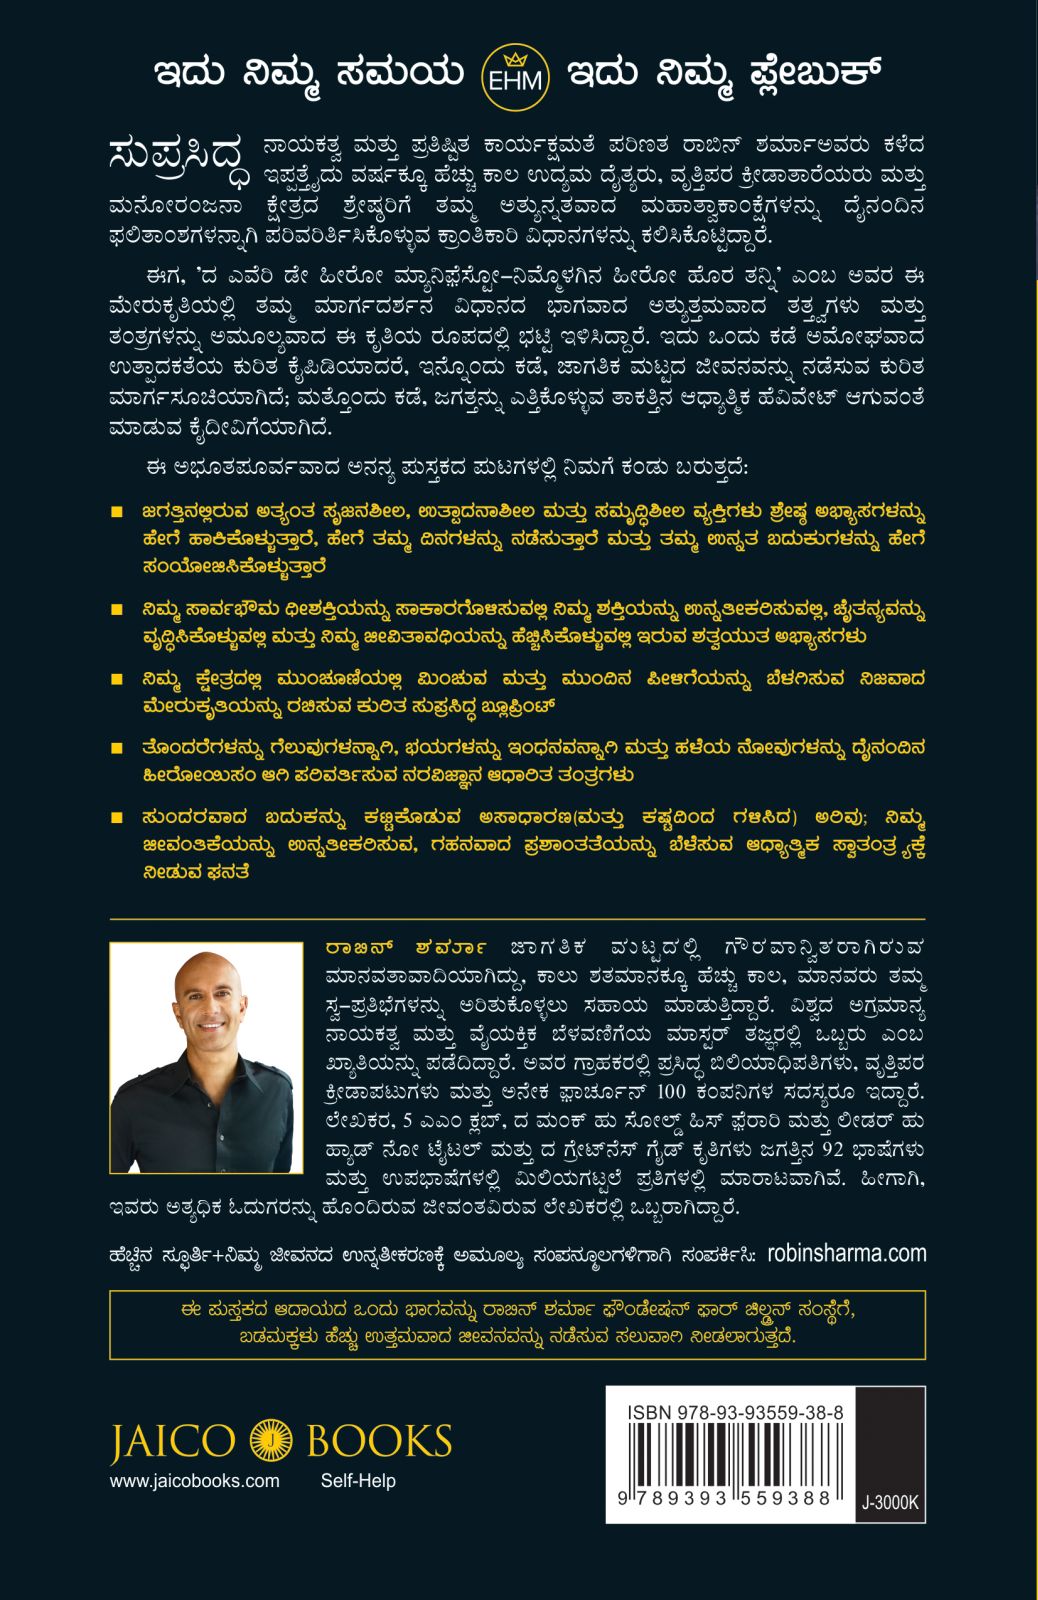 ಇದು ನಿಮ್ಮ ಸಮಯ EHM ಇದು ನಿಮ್ಮ ಪ್ಲೇಬುಕ್
ಸುಪ್ರಸಿದ್ಧ ನಾಯಕತ್ವ ಮತ್ತು ಪ್ರತಿಷ್ಟಿತ ಕಾರ್ಯಕ್ಷಮತೆ ಪರಿಣತ ರಾಬಿನ್ ಶರ್ಮಾಅವರು ಕಳೆದ
ಇಪ್ಪತ್ತೈದು ವರ್ಷಕ್ಕೂ ಹೆಚ್ಚು ಕಾಲ ಉದ್ಯಮ ದೈತ್ಯರು, ವೃತ್ತಿಪರ ಕ್ರೀಡಾತಾರೆಯರು ಮತ್ತು
ಮನೋರಂಜನಾ ಕ್ಷೇತ್ರದ ಶ್ರೇಷ್ಠರಿಗೆ ತಮ್ಮ ಅತ್ಯುನ್ನತವಾದ ಮಹಾತ್ವಾಕಾಂಕ್ಷೆಗಳನ್ನು ದೈನಂದಿನ
ಫಲಿತಾಂಶಗಳನ್ನಾಗಿ ಪರಿವರಿರ್ತಿಸಿಕೊಳ್ಳುವ ಕ್ರಾಂತಿಕಾರಿ ವಿಧಾನಗಳನ್ನು ಕಲಿಸಿಕೊಟ್ಟಿದ್ದಾರೆ.
ಈಗ, 'ದ ಎವೆರಿ ಡೇ ಹೀರೋ ಮ್ಯಾನಿಫ಼ೆಸ್ಟೋ–ನಿಮ್ಮೊಳಗಿನ ಹೀರೋ ಹೊರ ತನ್ನಿ' ಎಂಬ ಅವರ ಈ
ಮೇರುಕೃತಿಯಲ್ಲಿ ತಮ್ಮ ಮಾರ್ಗದರ್ಶನ ವಿಧಾನದ ಭಾಗವಾದ ಅತ್ಯುತ್ತಮವಾದ ತತ್ತ್ವಗಳು ಮತ್ತು
ತಂತ್ರಗಳನ್ನು ಅಮೂಲ್ಯವಾದ ಈ ಕೃತಿಯ ರೂಪದಲ್ಲಿ ಭಟ್ಟಿ ಇಳಿಸಿದ್ದಾರೆ. ಇದು ಒಂದು ಕಡೆ ಅಮೋಘವಾದ
ಉತ್ಪಾದಕತೆಯ ಕುರಿತ ಕೈಪಿಡಿಯಾದರೆ, ಇನ್ನೊಂದು ಕಡೆ, ಜಾಗತಿಕ ಮಟ್ಟದ ಜೀವನವನ್ನು ನಡೆಸುವ ಕುರಿತ
ಮಾರ್ಗಸೂಚಿಯಾಗಿದೆ; ಮತ್ತೊಂದು ಕಡೆ, ಜಗತ್ತನ್ನು ಎತ್ತಿಕೊಳ್ಳುವ ತಾಕತ್ತಿನ ಆಧ್ಯಾತ್ಮಿಕ ಹೆವಿವೇಟ್ ಆಗುವಂತೆ
ಮಾಡುವ ಕೈದೀವಿಗೆಯಾಗಿದೆ.
ಈ ಅಭೂತಪೂರ್ವವಾದ ಅನನ್ಯ ಪುಸ್ತಕದ ಪುಟಗಳಲ್ಲಿ ನಿಮಗೆ ಕಂಡು ಬರುತ್ತದೆ:
■ ಜಗತ್ತಿನಲ್ಲಿರುವ ಅತ್ಯಂತ ಸೃಜನಶೀಲ, ಉತ್ಪಾದನಾಶೀಲ ಮತ್ತು ಸಮೃದ್ಧಿಶೀಲ ವ್ಯಕ್ತಿಗಳು ಶ್ರೇಷ್ಠ ಅಭ್ಯಾಸಗಳನ್ನು
ಹೇಗೆ ಹಾಕಿಕೊಳ್ಳುತ್ತಾರೆ, ಹೇಗೆ ತಮ್ಮ ದಿನಗಳನ್ನು ನಡೆಸುತ್ತಾರೆ ಮತ್ತು ತಮ್ಮ ಉನ್ನತ ಬದುಕುಗಳನ್ನು ಹೇಗೆ
ಸಂಯೋಜಿಸಿಕೊಳ್ಳುತ್ತಾರೆ
■ ನಿಮ್ಮ ಸಾರ್ವಭೌಮ ಧೀಶಕ್ತಿಯನ್ನು ಸಾಕಾರಗೊಳಿಸುವಲ್ಲಿ ನಿಮ್ಮ ಶಕ್ತಿಯನ್ನು ಉನ್ನತೀಕರಿಸುವಲ್ಲಿ, ಚೈತನ್ಯವನ್ನು
ವೃದ್ಧಿಸಿಕೊಳ್ಳುವಲ್ಲಿ ಮತ್ತು ನಿಮ್ಮ ಜೀವಿತಾವಧಿಯನ್ನು ಹೆಚ್ಚಿಸಿಕೊಳ್ಳುವಲ್ಲಿ ಇರುವ ಶತ್ವಯುತ ಅಭ್ಯಾಸಗಳು
■ ನಿಮ್ಮ ಕ್ಷೇತ್ರದಲ್ಲಿ ಮುಂಚೂಣಿಯಲ್ಲಿ ಮಿಂಚುವ ಮತ್ತು ಮುಂದಿನ ಪೀಳಿಗೆಯನ್ನು ಬೆಳಗಿಸುವ ನಿಜವಾದ
ಮೇರುಕೃತಿಯನ್ನು ರಚಿಸುವ ಕುರಿತ ಸುಪ್ರಸಿದ್ಧ ಬ್ಲೂಪ್ರಿಂಟ್
■ ತೊಂದರೆಗಳನ್ನು ಗೆಲುವುಗಳನ್ನಾಗಿ, ಭಯಗಳನ್ನು ಇಂಧನವನ್ನಾಗಿ ಮತ್ತು ಹಳೆಯ ನೋವುಗಳನ್ನು ದೈನಂದಿನ
ಹೀರೋಯಿಸಂ ಆಗಿ ಪರಿವರ್ತಿಸುವ ನರವಿಜ್ಞಾನ ಆಧಾರಿತ ತಂತ್ರಗಳು
■ ಸುಂದರವಾದ ಬದುಕನ್ನು ಕಟ್ಟಿಕೊಡುವ ಅಸಾಧಾರಣ(ಮತ್ತು ಕಷ್ಟದಿಂದ ಗಳಿಸಿದ) ಅರಿವು; ನಿಮ್ಮ
ಜೀವಂತಿಕೆಯನ್ನು ಉನ್ನತೀಕರಿಸುವ, ಗಹನವಾದ ಪ್ರಶಾಂತತೆಯನ್ನು ಬೆಳೆಸುವ ಆಧ್ಯಾತ್ಮಿಕ ಸ್ವಾತಂತ್ರ್ಯಕ್ಕೆ
ನೀಡುವ ಘನತೆ
ರಾಬಿನ್ ಶರ್ಮಾ ಜಾಗತಿಕ ಮಟ್ಟದಲ್ಲಿ ಗೌರವಾನ್ವಿತರಾಗಿರುವ
ಮಾನವತಾವಾದಿಯಾಗಿದ್ದು, ಕಾಲು ಶತಮಾನಕ್ಕೂ ಹೆಚ್ಚು ಕಾಲ, ಮಾನವರು ತಮ್ಮ
ಸ್ವ–ಪ್ರತಿಭೆಗಳನ್ನು ಅರಿತುಕೊಳ್ಳಲು ಸಹಾಯ ಮಾಡುತ್ತಿದ್ದಾರೆ. ವಿಶ್ವದ ಅಗ್ರಮಾನ್ಯ
ನಾಯಕತ್ವ ಮತ್ತು ವೈಯಕ್ತಿಕ ಬೆಳವಣಿಗೆಯ ಮಾಸ್ಟರ್ ತಜ್ಞರಲ್ಲಿ ಒಬ್ಬರು ಎಂಬ
ಖ್ಯಾತಿಯನ್ನು ಪಡೆದಿದ್ದಾರೆ. ಅವರ ಗ್ರಾಹಕರಲ್ಲಿ ಪ್ರಸಿದ್ಧ ಬಿಲಿಯಾಧಿಪತಿಗಳು, ವೃತ್ತಿಪರ
ಕ್ರೀಡಾಪಟುಗಳು ಮತ್ತು ಅನೇಕ ಫ಼ಾರ್ಚೂನ್ 100 ಕಂಪನಿಗಳ ಸದಸ್ಯರೂ ಇದ್ದಾರೆ.
ಲೇಖಕರ, 5 ಎಎಂ ಕ್ಲಬ್, ದ ಮಂಕ್ ಹು ಸೋಲ್ಡ್ ಹಿಸ್ ಫ಼ೆರಾರಿ ಮತ್ತು ಲೀಡರ್ ಹು
ಹ್ಯಾಡ್ ನೋ ಟೈಟಲ್ ಮತ್ತು ದ ಗ್ರೇಟ್‌ನೆಸ್ ಗೈಡ್ ಕೃತಿಗಳು ಜಗತ್ತಿನ 92 ಭಾಷೆಗಳು
ಮತ್ತು ಉಪಭಾಷೆಗಳಲ್ಲಿ ಮಿಲಿಯಗಟ್ಟಲೆ ಪ್ರತಿಗಳಲ್ಲಿ ಮಾರಾಟವಾಗಿವೆ. ಹೀಗಾಗಿ,
ಇವರು ಅತ್ಯಧಿಕ ಓದುಗರನ್ನು ಹೊಂದಿರುವ ಜೀವಂತವಿರುವ ಲೇಖಕರಲ್ಲಿ ಒಬ್ಬರಾಗಿದ್ದಾರೆ.
ಹೆಚ್ಚಿನ ಸ್ಫೂರ್ತಿ+ನಿಮ್ಮ ಜೀವನದ ಉನ್ನತೀಕರಣಕ್ಕೆ ಅಮೂಲ್ಯ ಸಂಪನ್ಮೂಲಗಳಿಗಾಗಿ ಸಂಪರ್ಕಿಸಿ: robinsharma.com
ಈ ಪುಸ್ತಕದ ಆದಾಯದ ಒಂದು ಭಾಗವನ್ನು ರಾಬಿನ್ ಶರ್ಮಾ ಫ಼ೌಂಡೇಷನ್ ಫ಼ಾರ್ ಚಿಲ್ಡ್ರನ್ ಸಂಸ್ಥೆಗೆ,
ಬಡಮಕ್ಕಳು ಹೆಚ್ಚು ಉತ್ತಮವಾದ ಜೀವನವನ್ನು ನಡೆಸುವ ಸಲುವಾಗಿ ನೀಡಲಾಗುತ್ತದೆ.
JAICO J BOOKS
www.jaicobooks.com Self-Help
ISBN 978-93-93559-38-8
9 789393 559388
J-3000K